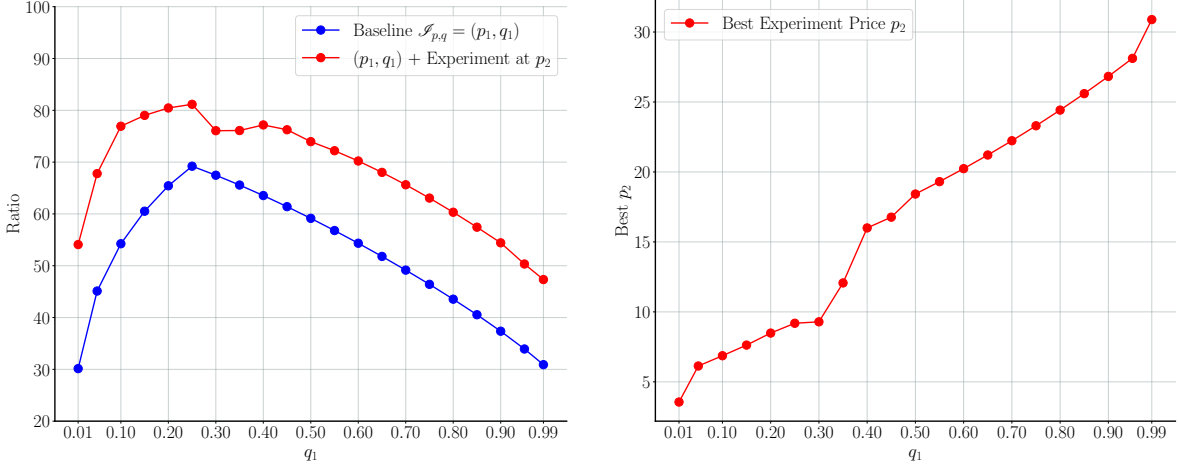 100
90
80
70
60
50
40
30
20
Ratio
Baseline ℐ_{p,q} = (p₁, q₁)
(p₁, q₁) + Experiment at p₂
0.01 0.10 0.20 0.30 0.40 0.50 0.60 0.70 0.80 0.90 0.99
q₁
30
25
20
15
10
5
Best p₂
Best Experiment Price p₂
0.01 0.10 0.20 0.30 0.40 0.50 0.60 0.70 0.80 0.90 0.99
q₁